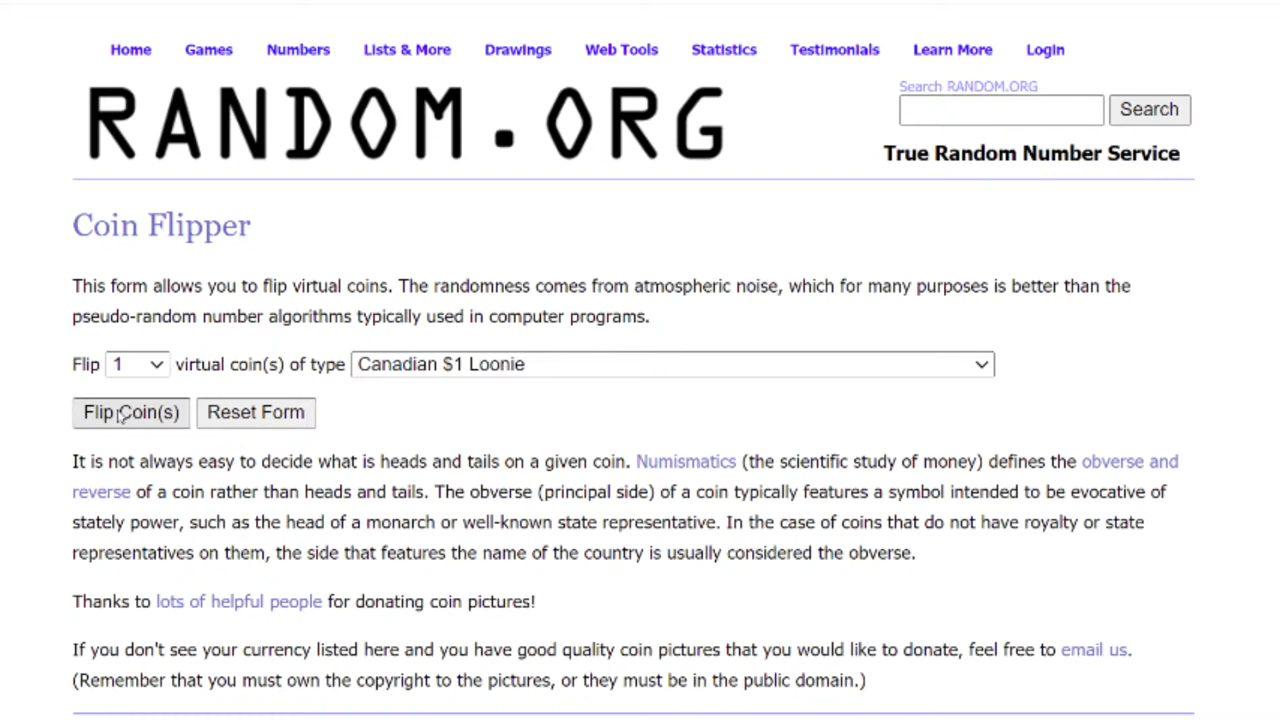 Home Games Numbers Lists & More Drawings Web Tools Statistics Testimonials Learn More Login
RANDOM.ORG
Search RANDOM.ORG
Search
True Random Number Service
Coin Flipper
This form allows you to flip virtual coins. The randomness comes from atmospheric noise, which for many purposes is better than the
pseudo-random number algorithms typically used in computer programs.
Flip 1 virtual coin(s) of type Canadian $1 Loonie
Flip Coin(s) Reset Form
It is not always easy to decide what is heads and tails on a given coin. Numismatics (the scientific study of money) defines the obverse and
reverse of a coin rather than heads and tails. The obverse (principal side) of a coin typically features a symbol intended to be evocative of
stately power, such as the head of a monarch or well-known state representative. In the case of coins that do not have royalty or state
representatives on them, the side that features the name of the country is usually considered the obverse.
Thanks to lots of helpful people for donating coin pictures!
If you don't see your currency listed here and you have good quality coin pictures that you would like to donate, feel free to email us.
(Remember that you must own the copyright to the pictures, or they must be in the public domain.)